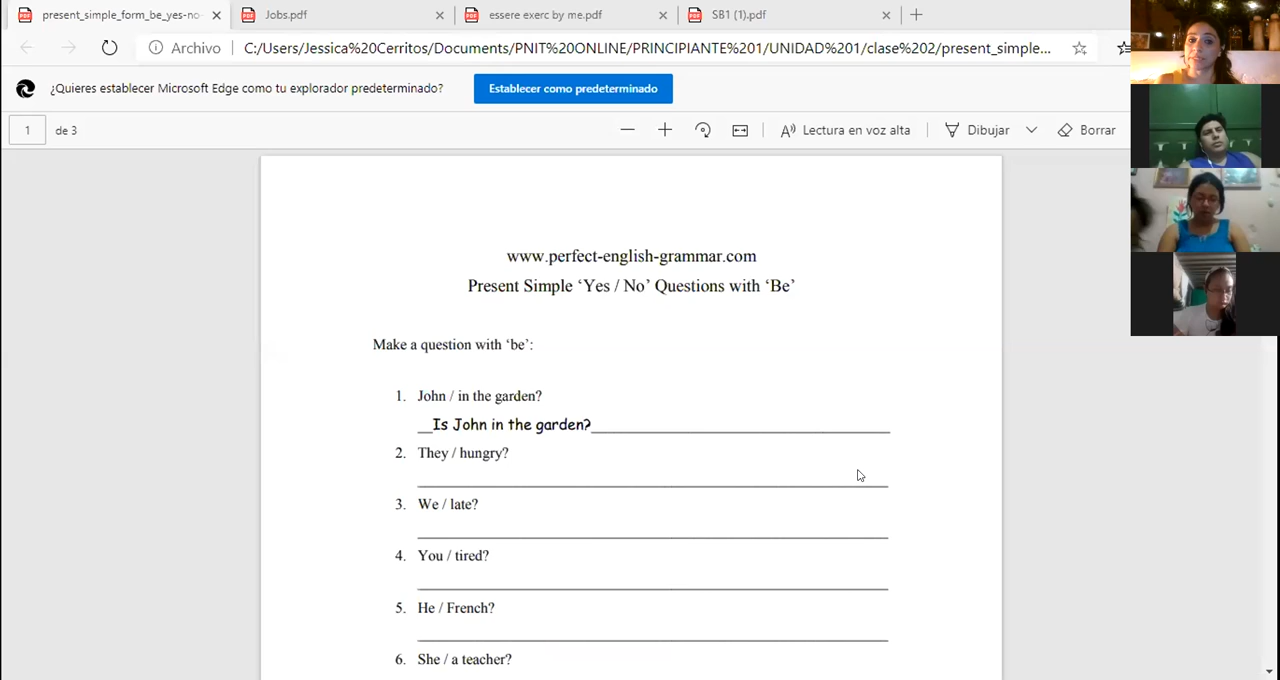 present_simple_form_be_yes-no-
Jobs.pdf
essere exerc by me.pdf
SB1 (1).pdf
Archivo
C:/Users/Jessica%20Cerritos/Documents/PNIT%20ONLINE/PRINCIPIANTE%201/UNIDAD%201/clase%202/present_simple...
¿Quieres establecer Microsoft Edge como tu explorador predeterminado?
Establecer como predeterminado
1 de 3
Lectura en voz alta
Dibujar
Borrar
www.perfect-english-grammar.com
Present Simple ‘Yes / No’ Questions with ‘Be’
Make a question with ‘be’:
1. John / in the garden?
__Is John in the garden?
2. They / hungry?
3. We / late?
4. You / tired?
5. He / French?
6. She / a teacher?